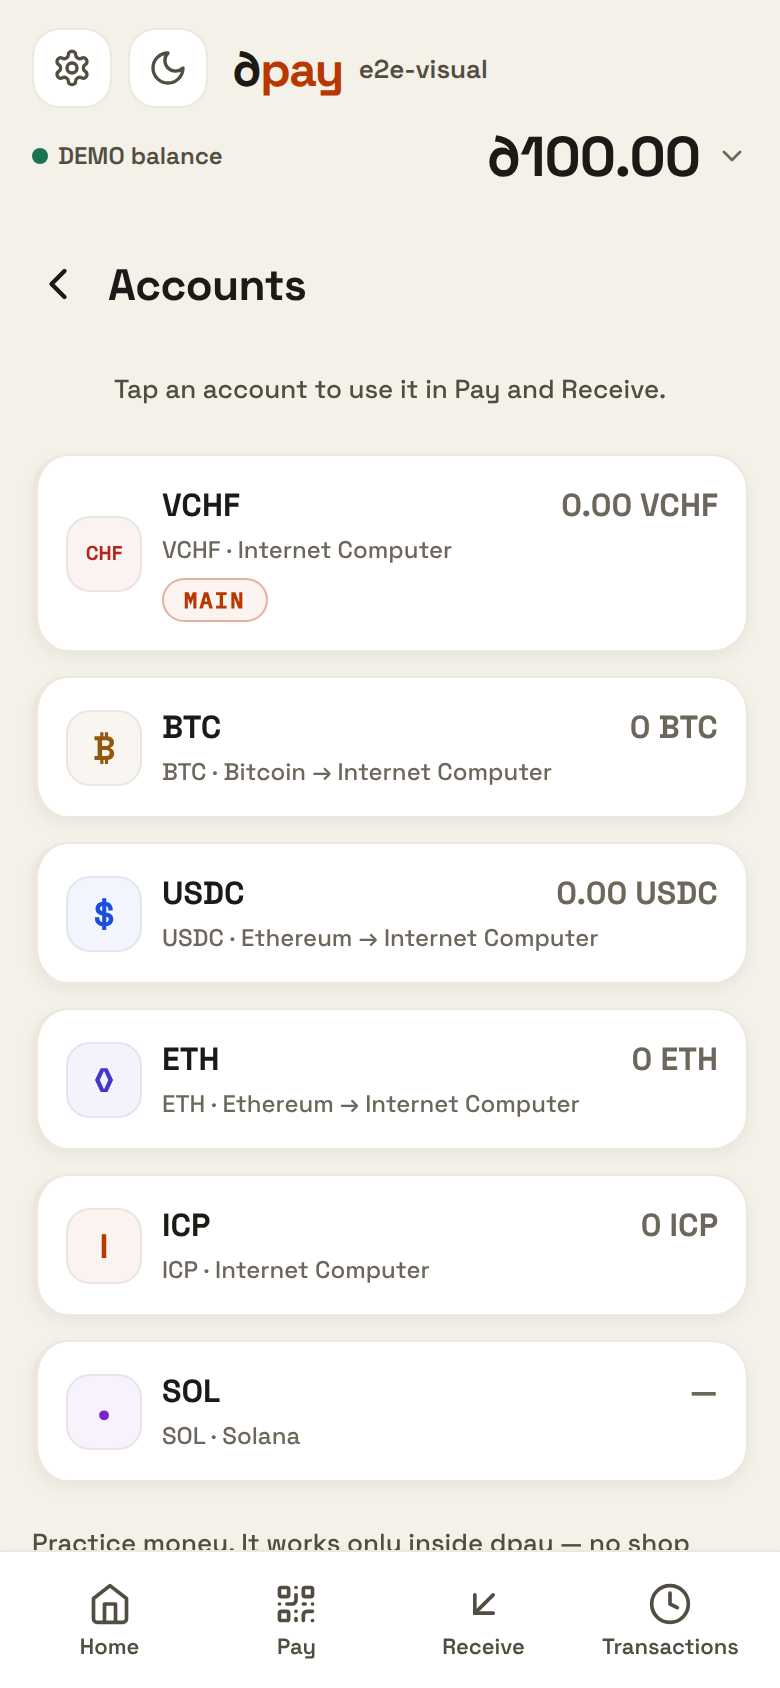 ∂pay e2e-visual
DEMO balance
∂100.00
Accounts
Tap an account to use it in Pay and Receive.
CHF
VCHF
0.00 VCHF
VCHF · Internet Computer
MAIN
₿
BTC
0 BTC
BTC · Bitcoin → Internet Computer
$
USDC
0.00 USDC
USDC · Ethereum → Internet Computer
ETH
0 ETH
ETH · Ethereum → Internet Computer
I
ICP
0 ICP
ICP · Internet Computer
SOL
—
SOL · Solana
Practice money. It works only inside dpay — no shop
Home
Pay
Receive
Transactions